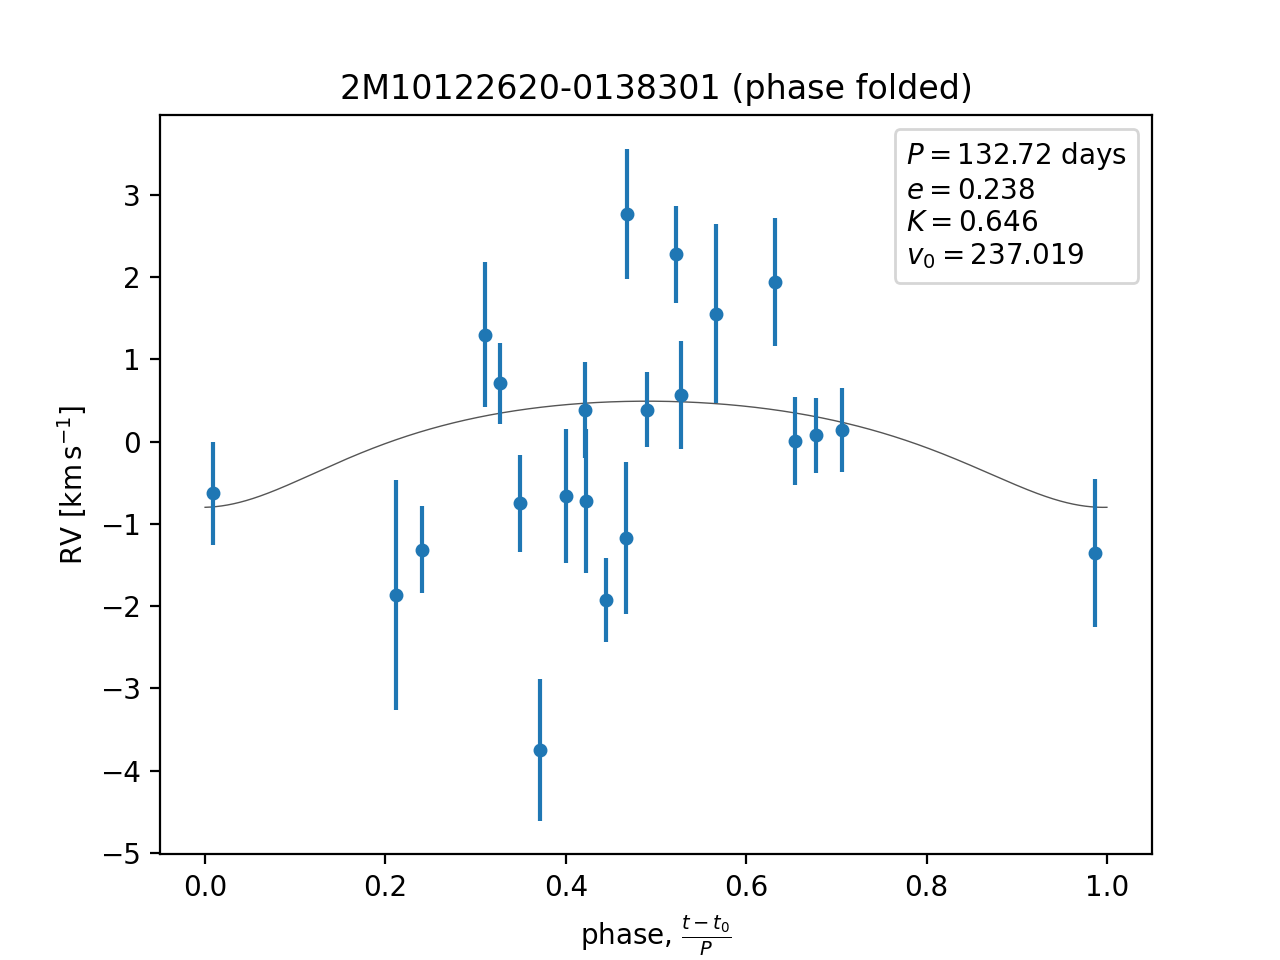 2M10122620-0138301 (phase folded)
P = 132.72 days
e = 0.238
K = 0.646
v₀ = 237.019
3
2
1
0
−1
−2
−3
−4
−5
RV [km s⁻¹]
0.0 0.2 0.4 0.6 0.8 1.0
phase, (t − t₀)/P